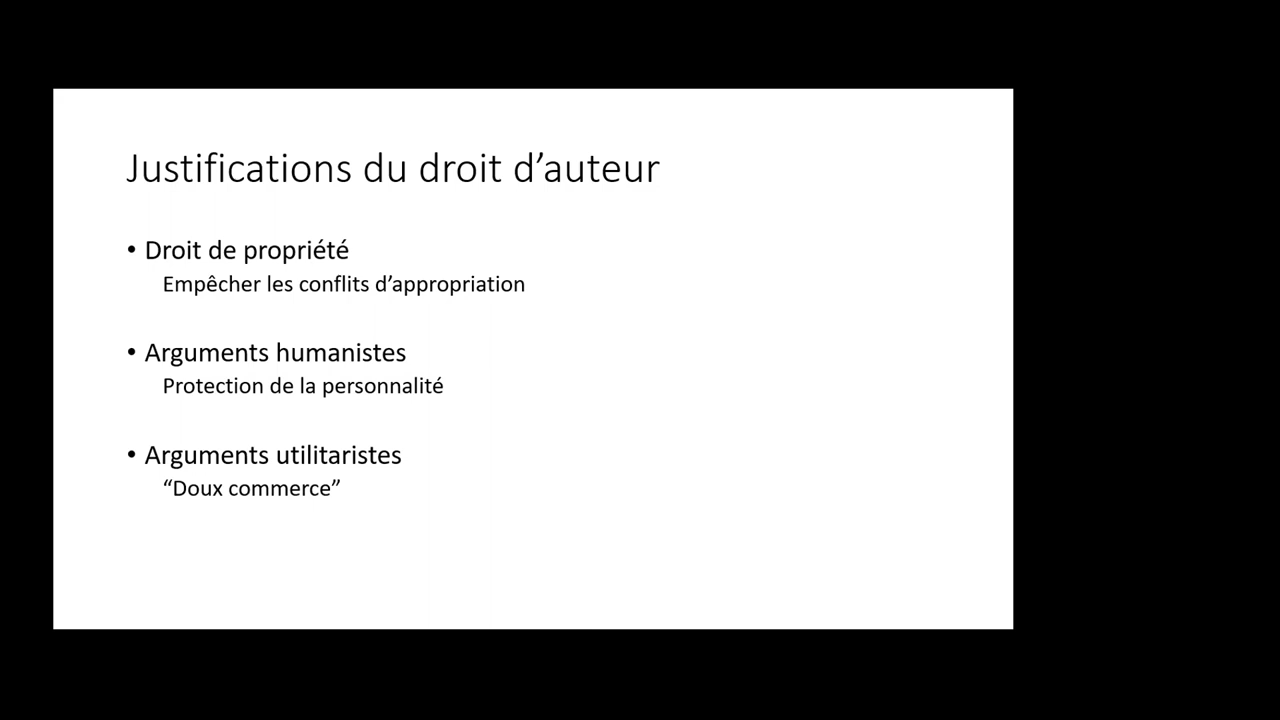 Justifications du droit d’auteur
• Droit de propriété
Empêcher les conflits d’appropriation
• Arguments humanistes
Protection de la personnalité
• Arguments utilitaristes
“Doux commerce”